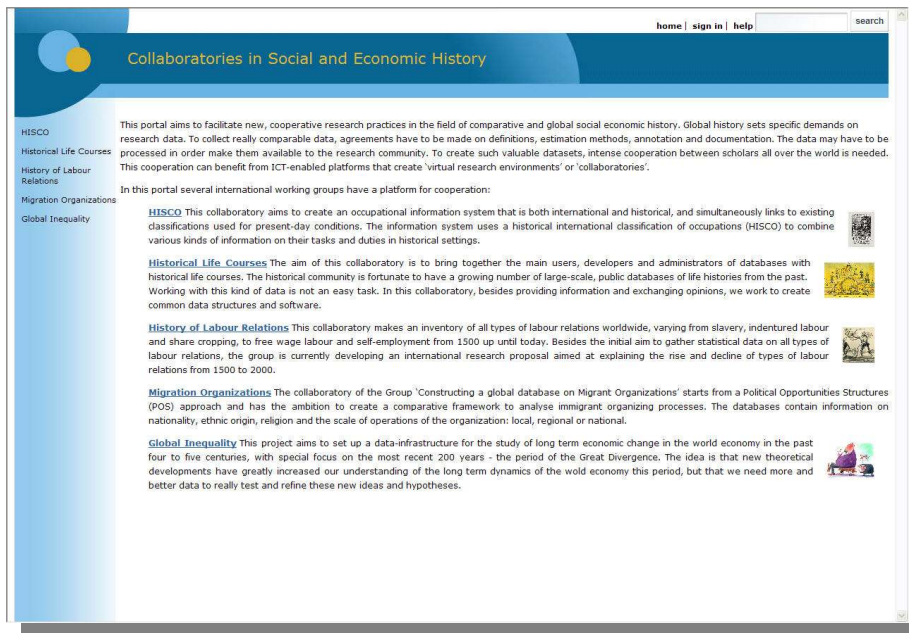 home | sign in | help
search
Collaboratories in Social and Economic History
HISCO
Historical Life Courses
History of Labour
Relations
Migration Organizations
Global Inequality
This portal aims to facilitate new, cooperative research practices in the field of comparative and global social economic history. Global history sets specific demands on
research data. To collect really comparable data, agreements have to be made on definitions, estimation methods, annotation and documentation. The data may have to be
processed in order make them available to the research community. To create such valuable datasets, intense cooperation between scholars all over the world is needed.
This cooperation can benefit from ICT-enabled platforms that create ‘virtual research environments’ or ‘collaboratories’.
In this portal several international working groups have a platform for cooperation:
HISCO This collaboratory aims to create an occupational information system that is both international and historical, and simultaneously links to existing
classifications used for present-day conditions. The information system uses a historical international classification of occupations (HISCO) to combine
various kinds of information on their tasks and duties in historical settings.
Historical Life Courses The aim of this collaboratory is to bring together the main users, developers and administrators of databases with
historical life courses. The historical community is fortunate to have a growing number of large-scale, public databases of life histories from the past.
Working with this kind of data is not an easy task. In this collaboratory, besides providing information and exchanging opinions, we work to create
common data structures and software.
History of Labour Relations This collaboratory makes an inventory of all types of labour relations worldwide, varying from slavery, indentured labour
and share cropping, to free wage labour and self-employment from 1500 up until today. Besides the initial aim to gather statistical data on all types of
labour relations, the group is currently developing an international research proposal aimed at explaining the rise and decline of types of labour
relations from 1500 to 2000.
Migration Organizations The collaboratory of the Group ‘Constructing a global database on Migrant Organizations’ starts from a Political Opportunities Structures
(POS) approach and has the ambition to create a comparative framework to analyse immigrant organizing processes. The databases contain information on
nationality, ethnic origin, religion and the scale of operations of the organization: local, regional or national.
Global Inequality This project aims to set up a data-infrastructure for the study of long term economic change in the world economy in the past
four to five centuries, with special focus on the most recent 200 years - the period of the Great Divergence. The idea is that new theoretical
developments have greatly increased our understanding of the long term dynamics of the wold economy this period, but that we need more and
better data to really test and refine these new ideas and hypotheses.